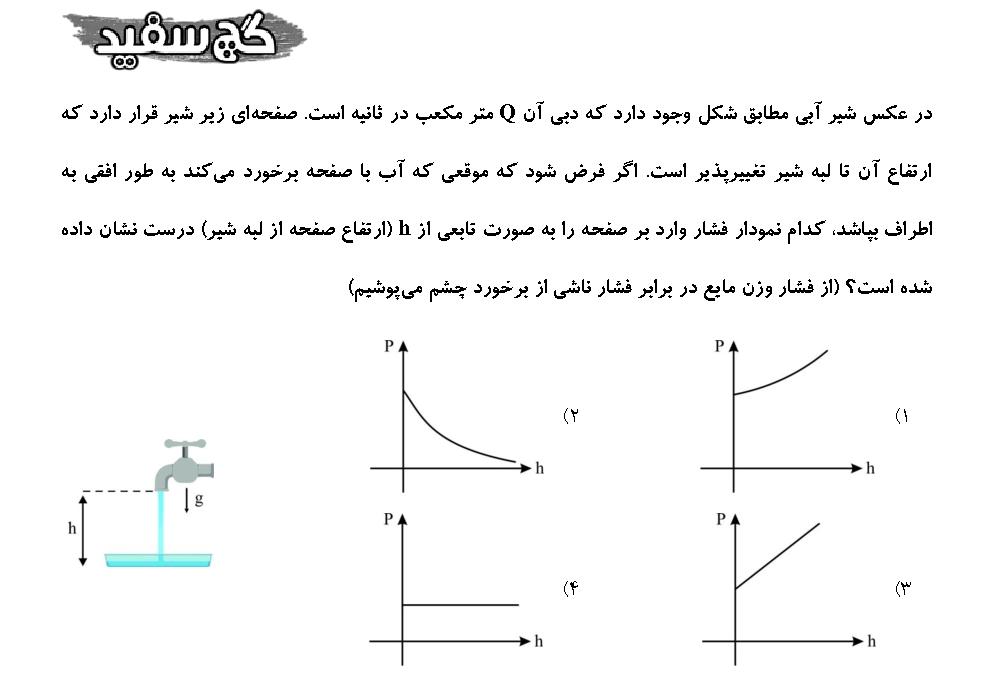 گچ سفید
در عکس شیر آبی مطابق شکل وجود دارد که دبی آن Q متر مکعب در ثانیه است. صفحه‌ای زیر شیر قرار دارد که
ارتفاع آن تا لبه شیر تغییرپذیر است. اگر فرض شود که موقعی که آب با صفحه برخورد می‌کند به طور افقی به
اطراف بپاشد، کدام نمودار فشار وارد بر صفحه را به صورت تابعی از h (ارتفاع صفحه از لبه شیر) درست نشان داده
شده است؟ (از فشار وزن مایع در برابر فشار ناشی از برخورد چشم می‌پوشیم)
۱)
P
h
۲)
P
h
۳)
P
h
۴)
P
h
g
h